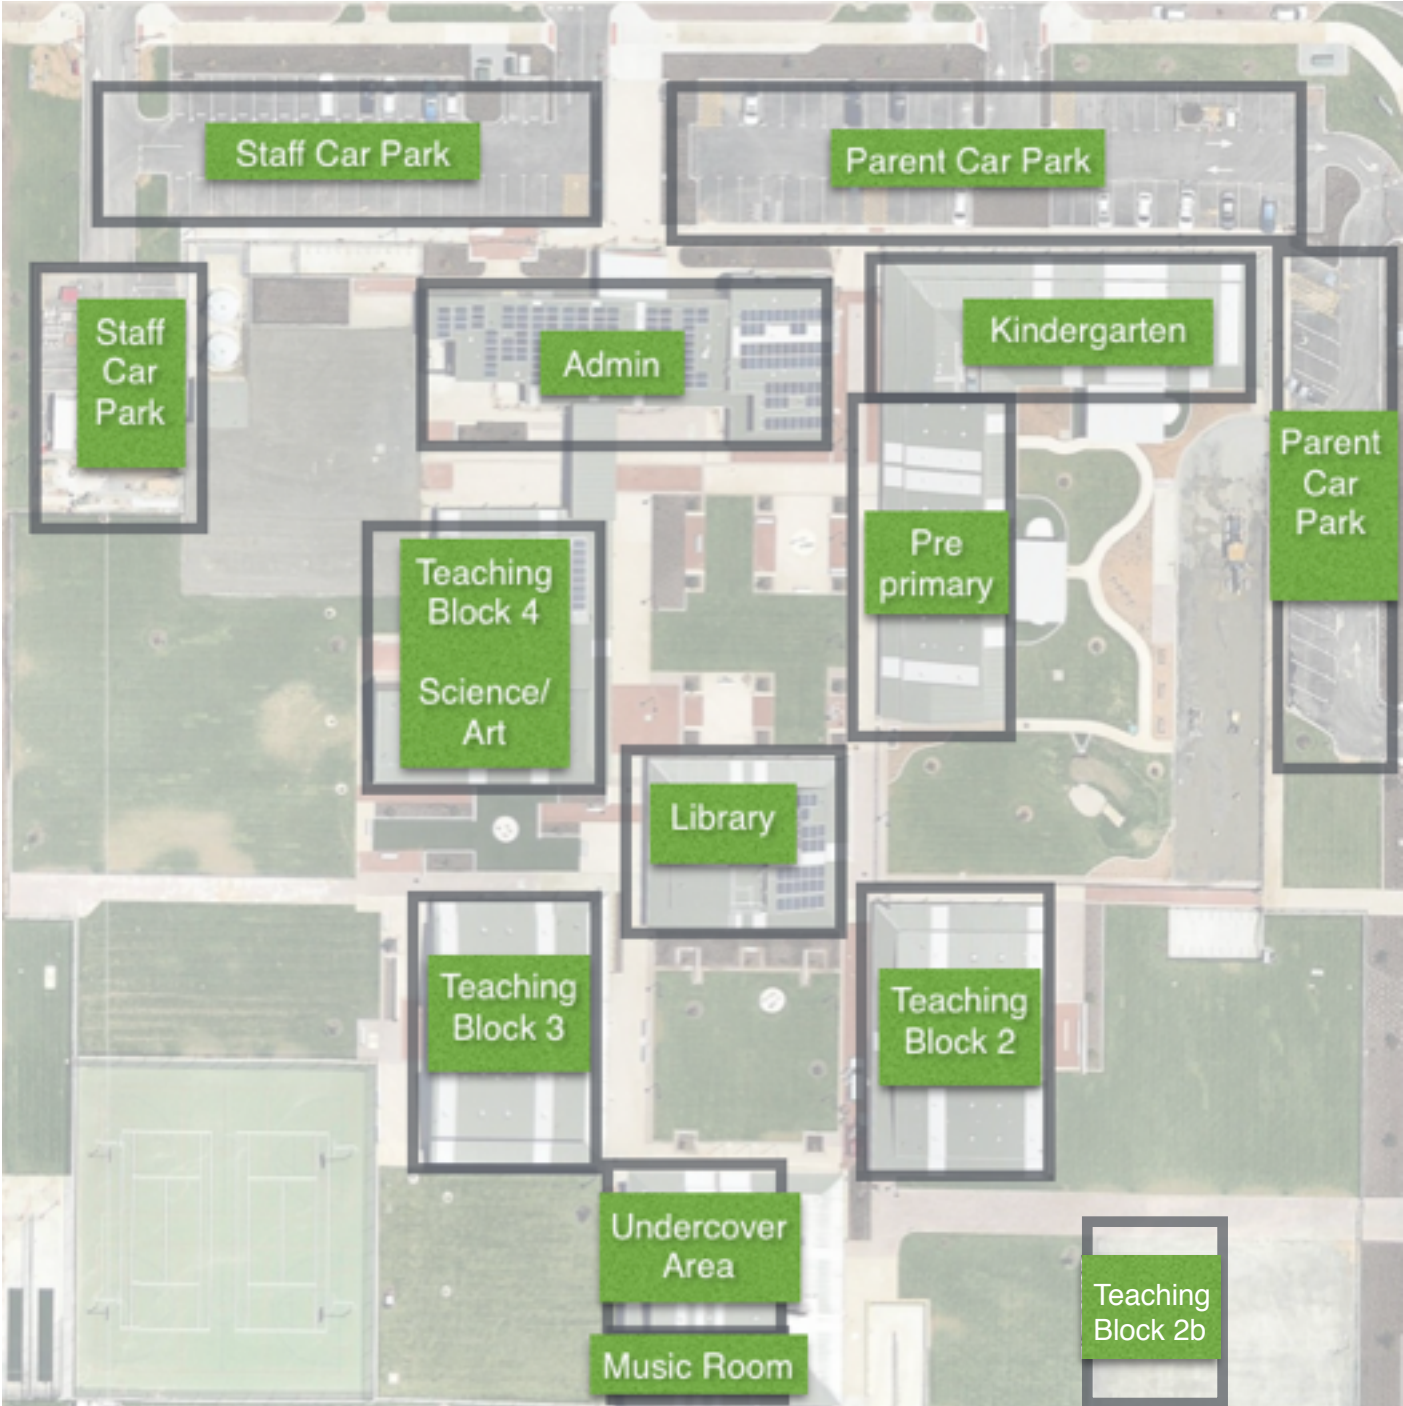 Staff Car Park
Parent Car Park
Staff
Car
Park
Admin
Kindergarten
Parent
Car
Park
Pre
primary
Teaching
Block 4
Science/
Art
Library
Teaching
Block 3
Teaching
Block 2
Undercover
Area
Music Room
Teaching
Block 2b